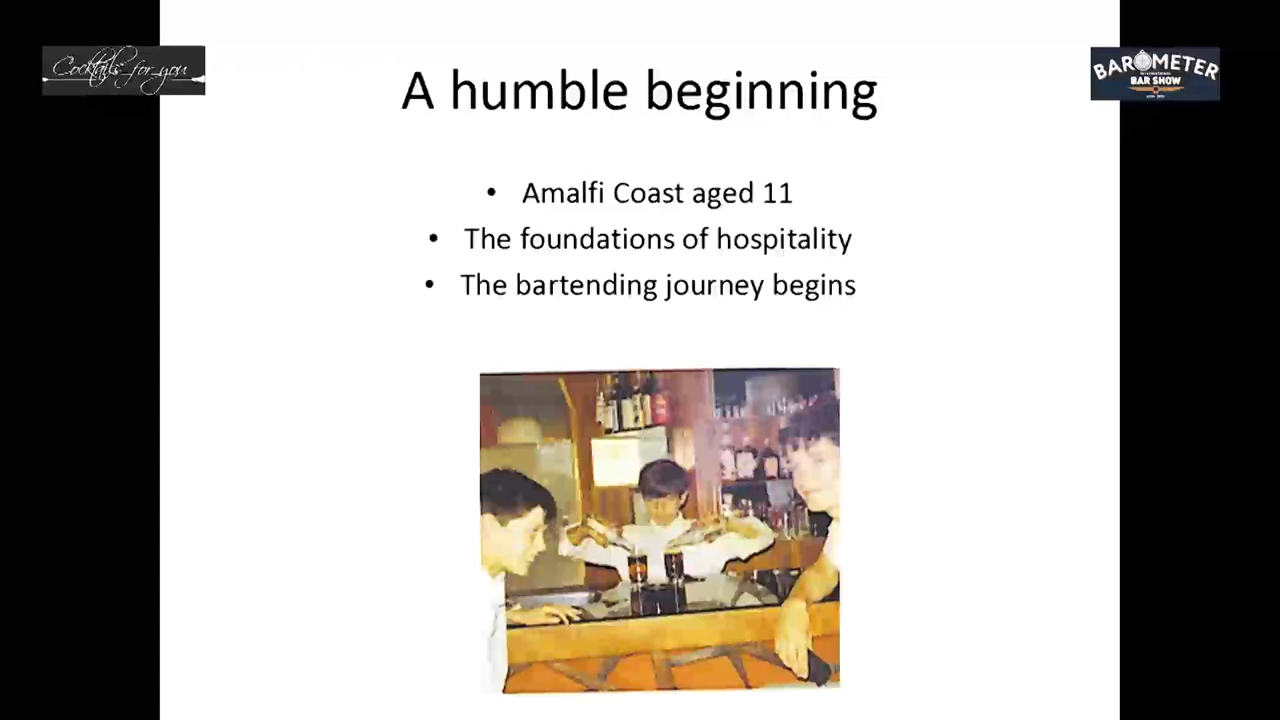 Cocktails for you
BAROMETER
INTERNATIONAL
BAR SHOW
A humble beginning
• Amalfi Coast aged 11
• The foundations of hospitality
• The bartending journey begins